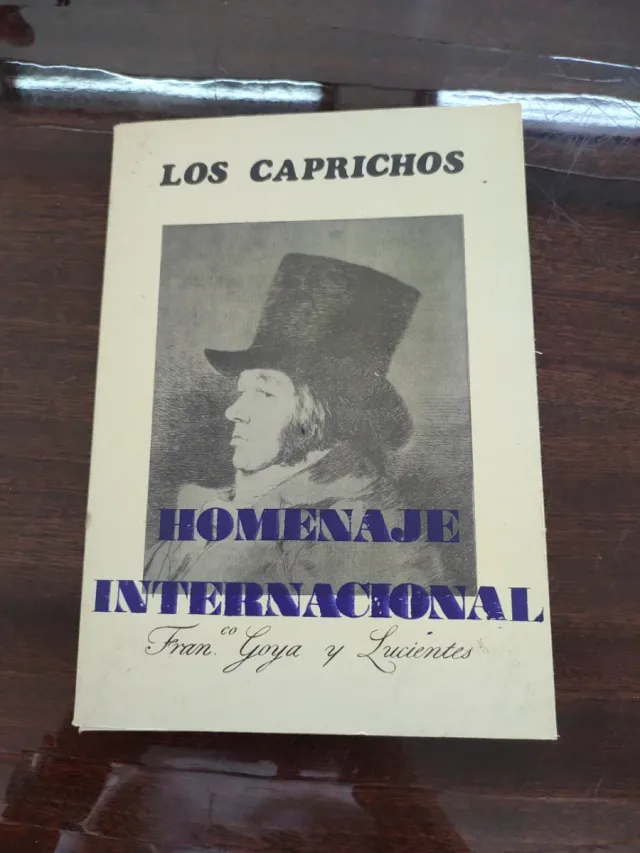 LOS CAPRICHOS
HOMENAJE
INTERNACIONAL
Fran.co Goya y Lucientes